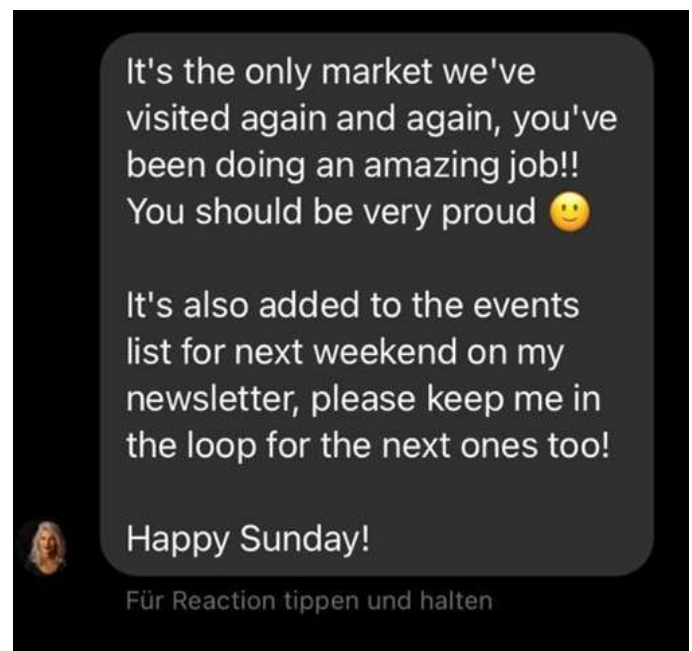 It's the only market we've
visited again and again, you've
been doing an amazing job!!
You should be very proud 🙂
It's also added to the events
list for next weekend on my
newsletter, please keep me in
the loop for the next ones too!
Happy Sunday!
Für Reaction tippen und halten